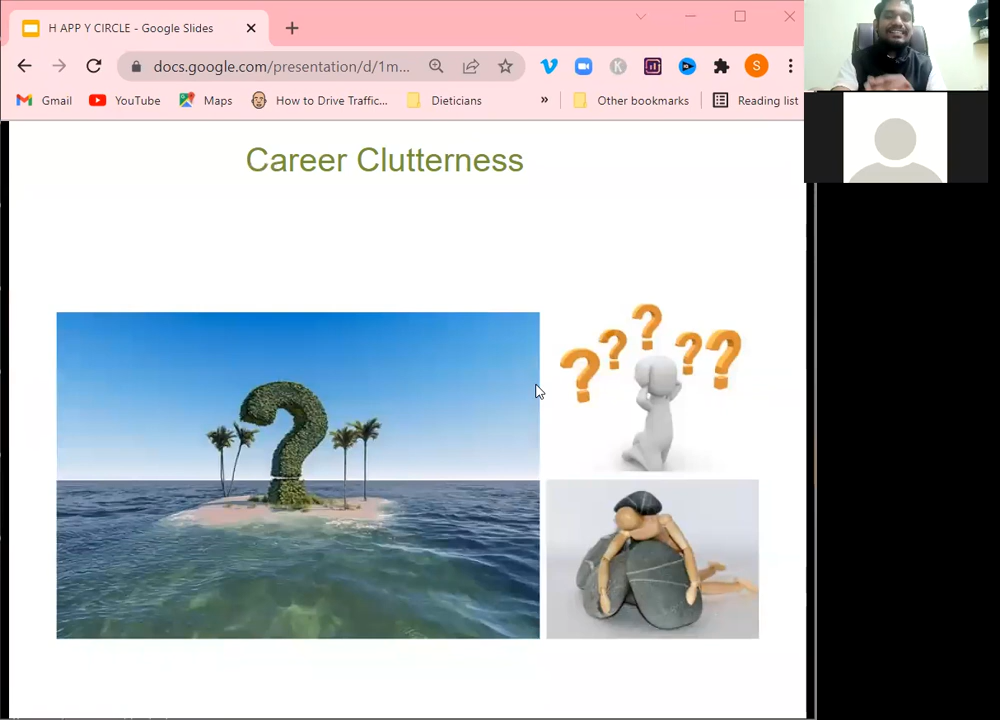 H APP Y CIRCLE - Google Slides
docs.google.com/presentation/d/1m...
K
S
Gmail
YouTube
Maps
How to Drive Traffic...
Dieticians
»
Other bookmarks
Reading list
Career Clutterness
? ? ? ? ?
?